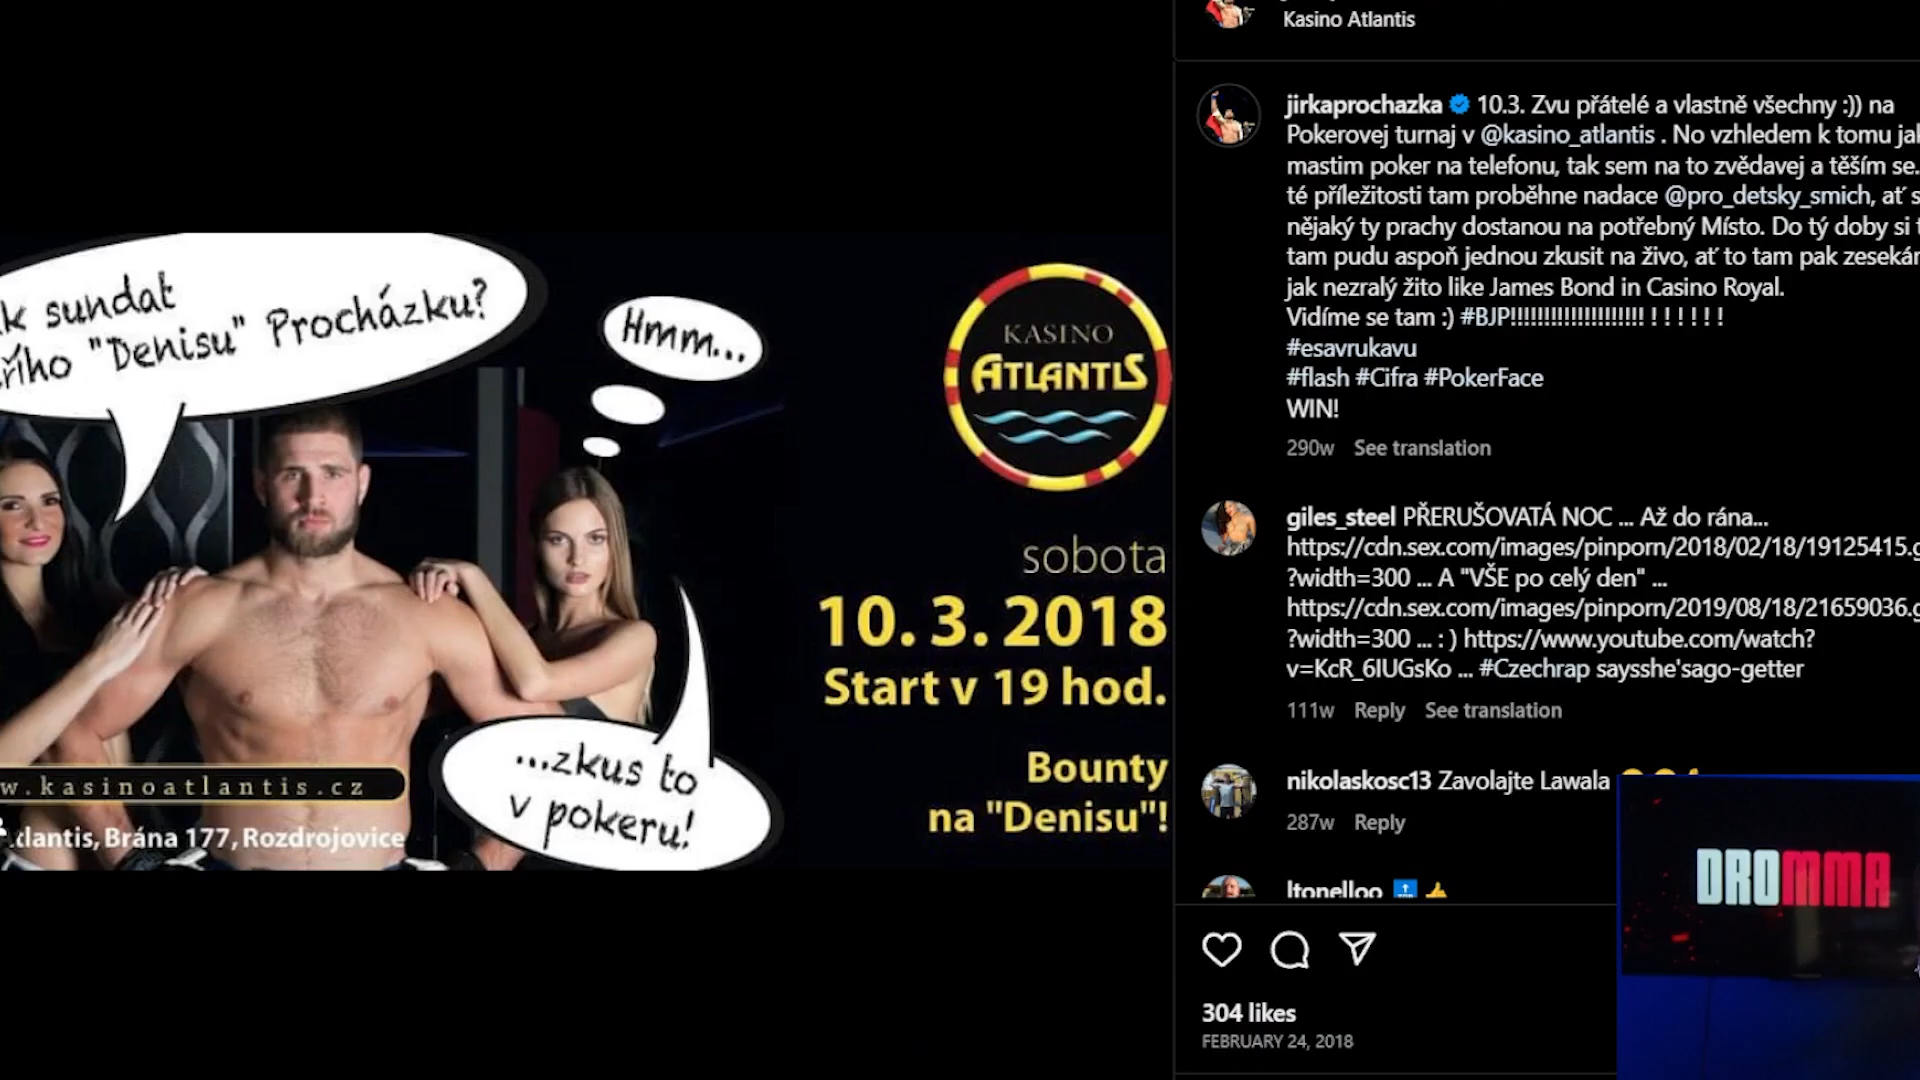 k sundat
řího "Denisu" Procházku?
Hmm...
KASINO
ATLANTIS
sobota
10. 3. 2018
Start v 19 hod.
Bounty
na "Denisu"!
...zkus to
v pokeru!
w.kasinoatlantis.cz
tlantis, Brána 177, Rozdrojovice
Kasino Atlantis
jirkaprochazka 10.3. Zvu přátelé a vlastně všechny :)) na
Pokerovej turnaj v @kasino_atlantis . No vzhledem k tomu jak
mastim poker na telefonu, tak sem na to zvědavej a těším se.
té příležitosti tam proběhne nadace @pro_detsky_smich, ať s
nějaký ty prachy dostanou na potřebný Místo. Do tý doby si t
tam pudu aspoň jednou zkusit na živo, ať to tam pak zesekám
jak nezralý žito like James Bond in Casino Royal.
Vidíme se tam :) #BJP!!!!!!!!!!!!!!!!!!!! ! ! ! ! ! !
#esavrukavu
#flash #Cifra #PokerFace
WIN!
290w See translation
giles_steel PŘERUŠOVATÁ NOC ... Až do rána...
https://cdn.sex.com/images/pinporn/2018/02/18/19125415.g
?width=300 ... A "VŠE po celý den" ...
https://cdn.sex.com/images/pinporn/2019/08/18/21659036.g
?width=300 ... : ) https://www.youtube.com/watch?
v=KcR_6IUGsKo ... #Czechrap saysshe'sago-getter
111w Reply See translation
nikolaskosc13 Zavolajte Lawala
287w Reply
ltonelloo
304 likes
FEBRUARY 24, 2018
DROMMA